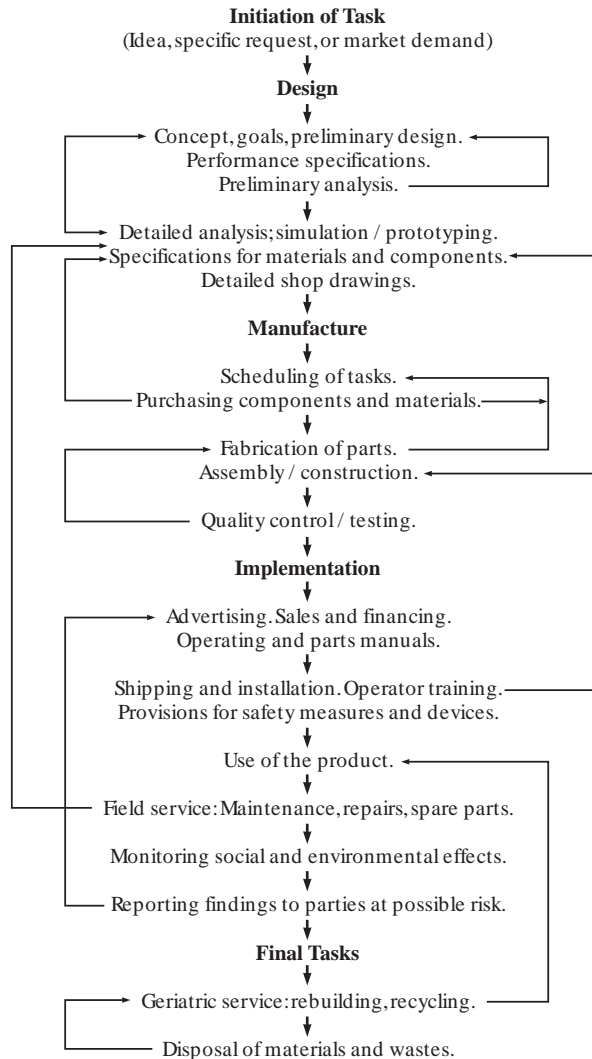 Initiation of Task
(Idea, specific request, or market demand)
Design
Concept, goals, preliminary design.
Performance specifications.
Preliminary analysis.
Detailed analysis; simulation / prototyping.
Specifications for materials and components.
Detailed shop drawings.
Manufacture
Scheduling of tasks.
Purchasing components and materials.
Fabrication of parts.
Assembly / construction.
Quality control / testing.
Implementation
Advertising. Sales and financing.
Operating and parts manuals.
Shipping and installation. Operator training.
Provisions for safety measures and devices.
Use of the product.
Field service: Maintenance, repairs, spare parts.
Monitoring social and environmental effects.
Reporting findings to parties at possible risk.
Final Tasks
Geriatric service: rebuilding, recycling.
Disposal of materials and wastes.